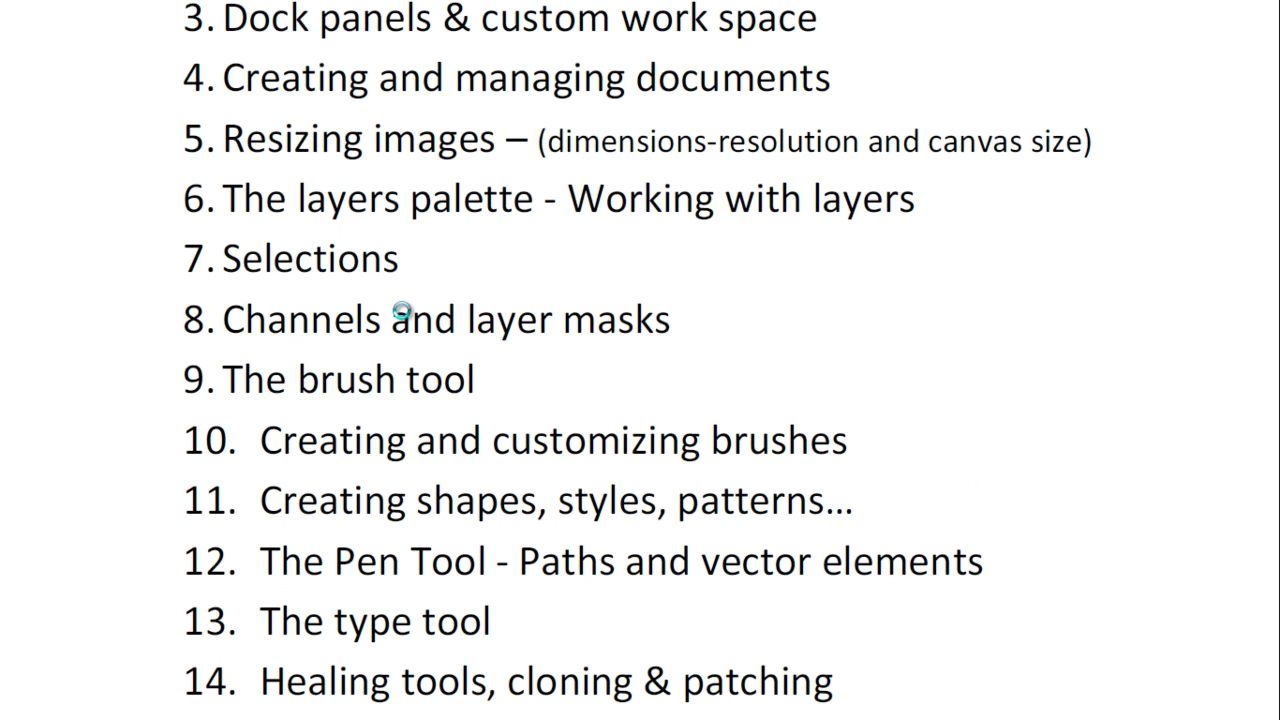 3. Dock panels & custom work space
4. Creating and managing documents
5. Resizing images – (dimensions-resolution and canvas size)
6. The layers palette - Working with layers
7. Selections
8. Channels and layer masks
9. The brush tool
10. Creating and customizing brushes
11. Creating shapes, styles, patterns...
12. The Pen Tool - Paths and vector elements
13. The type tool
14. Healing tools, cloning & patching